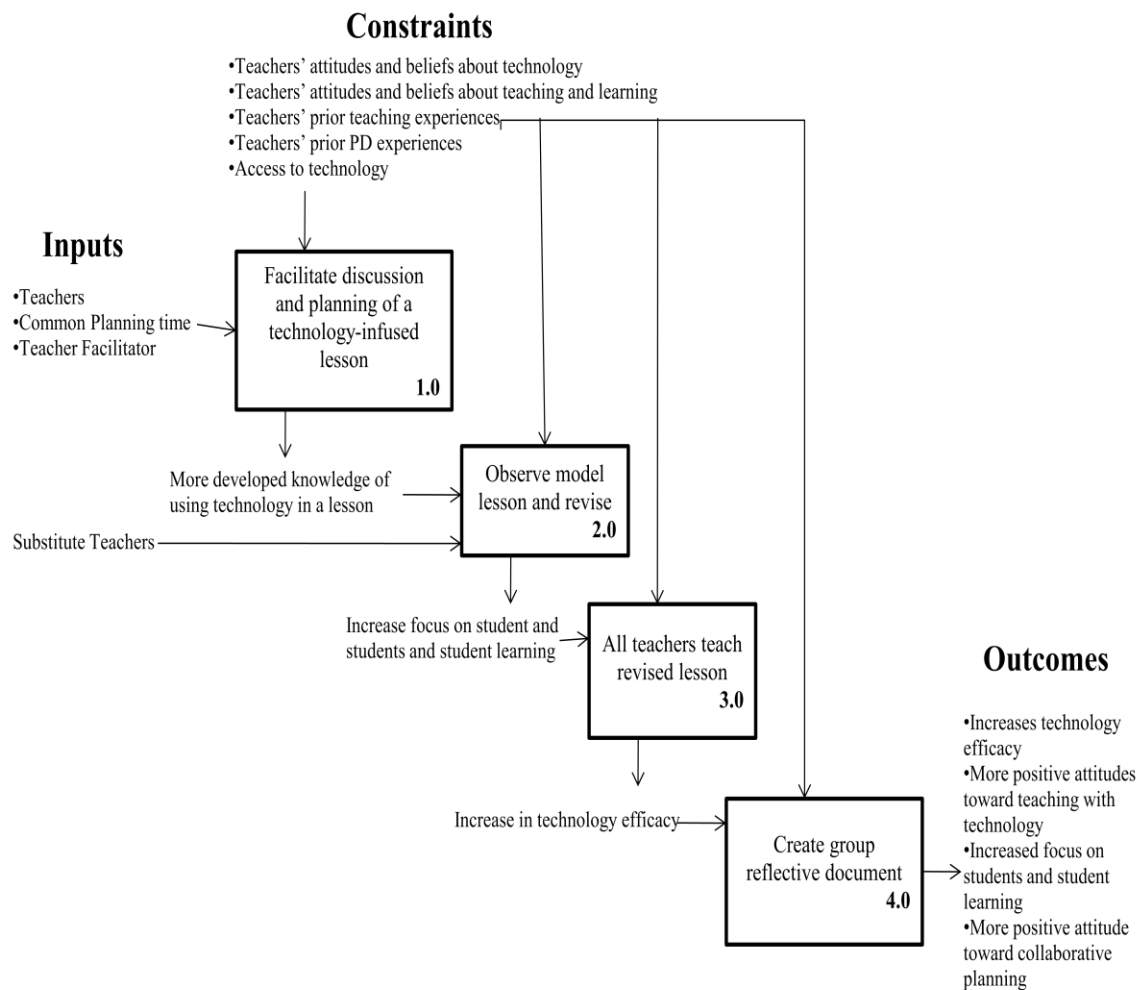 Constraints
•Teachers’ attitudes and beliefs about technology
•Teachers’ attitudes and beliefs about teaching and learning
•Teachers’ prior teaching experiences
•Teachers’ prior PD experiences
•Access to technology
Inputs
•Teachers
•Common Planning time
•Teacher Facilitator
Facilitate discussion
and planning of a
technology-infused
lesson
1.0
More developed knowledge of
using technology in a lesson
Substitute Teachers
Observe model
lesson and revise
2.0
Increase focus on student and
students and student learning
All teachers teach
revised lesson
3.0
Increase in technology efficacy
Create group
reflective document
4.0
Outcomes
•Increases technology
efficacy
•More positive attitudes
toward teaching with
technology
•Increased focus on
students and student
learning
•More positive attitude
toward collaborative
planning